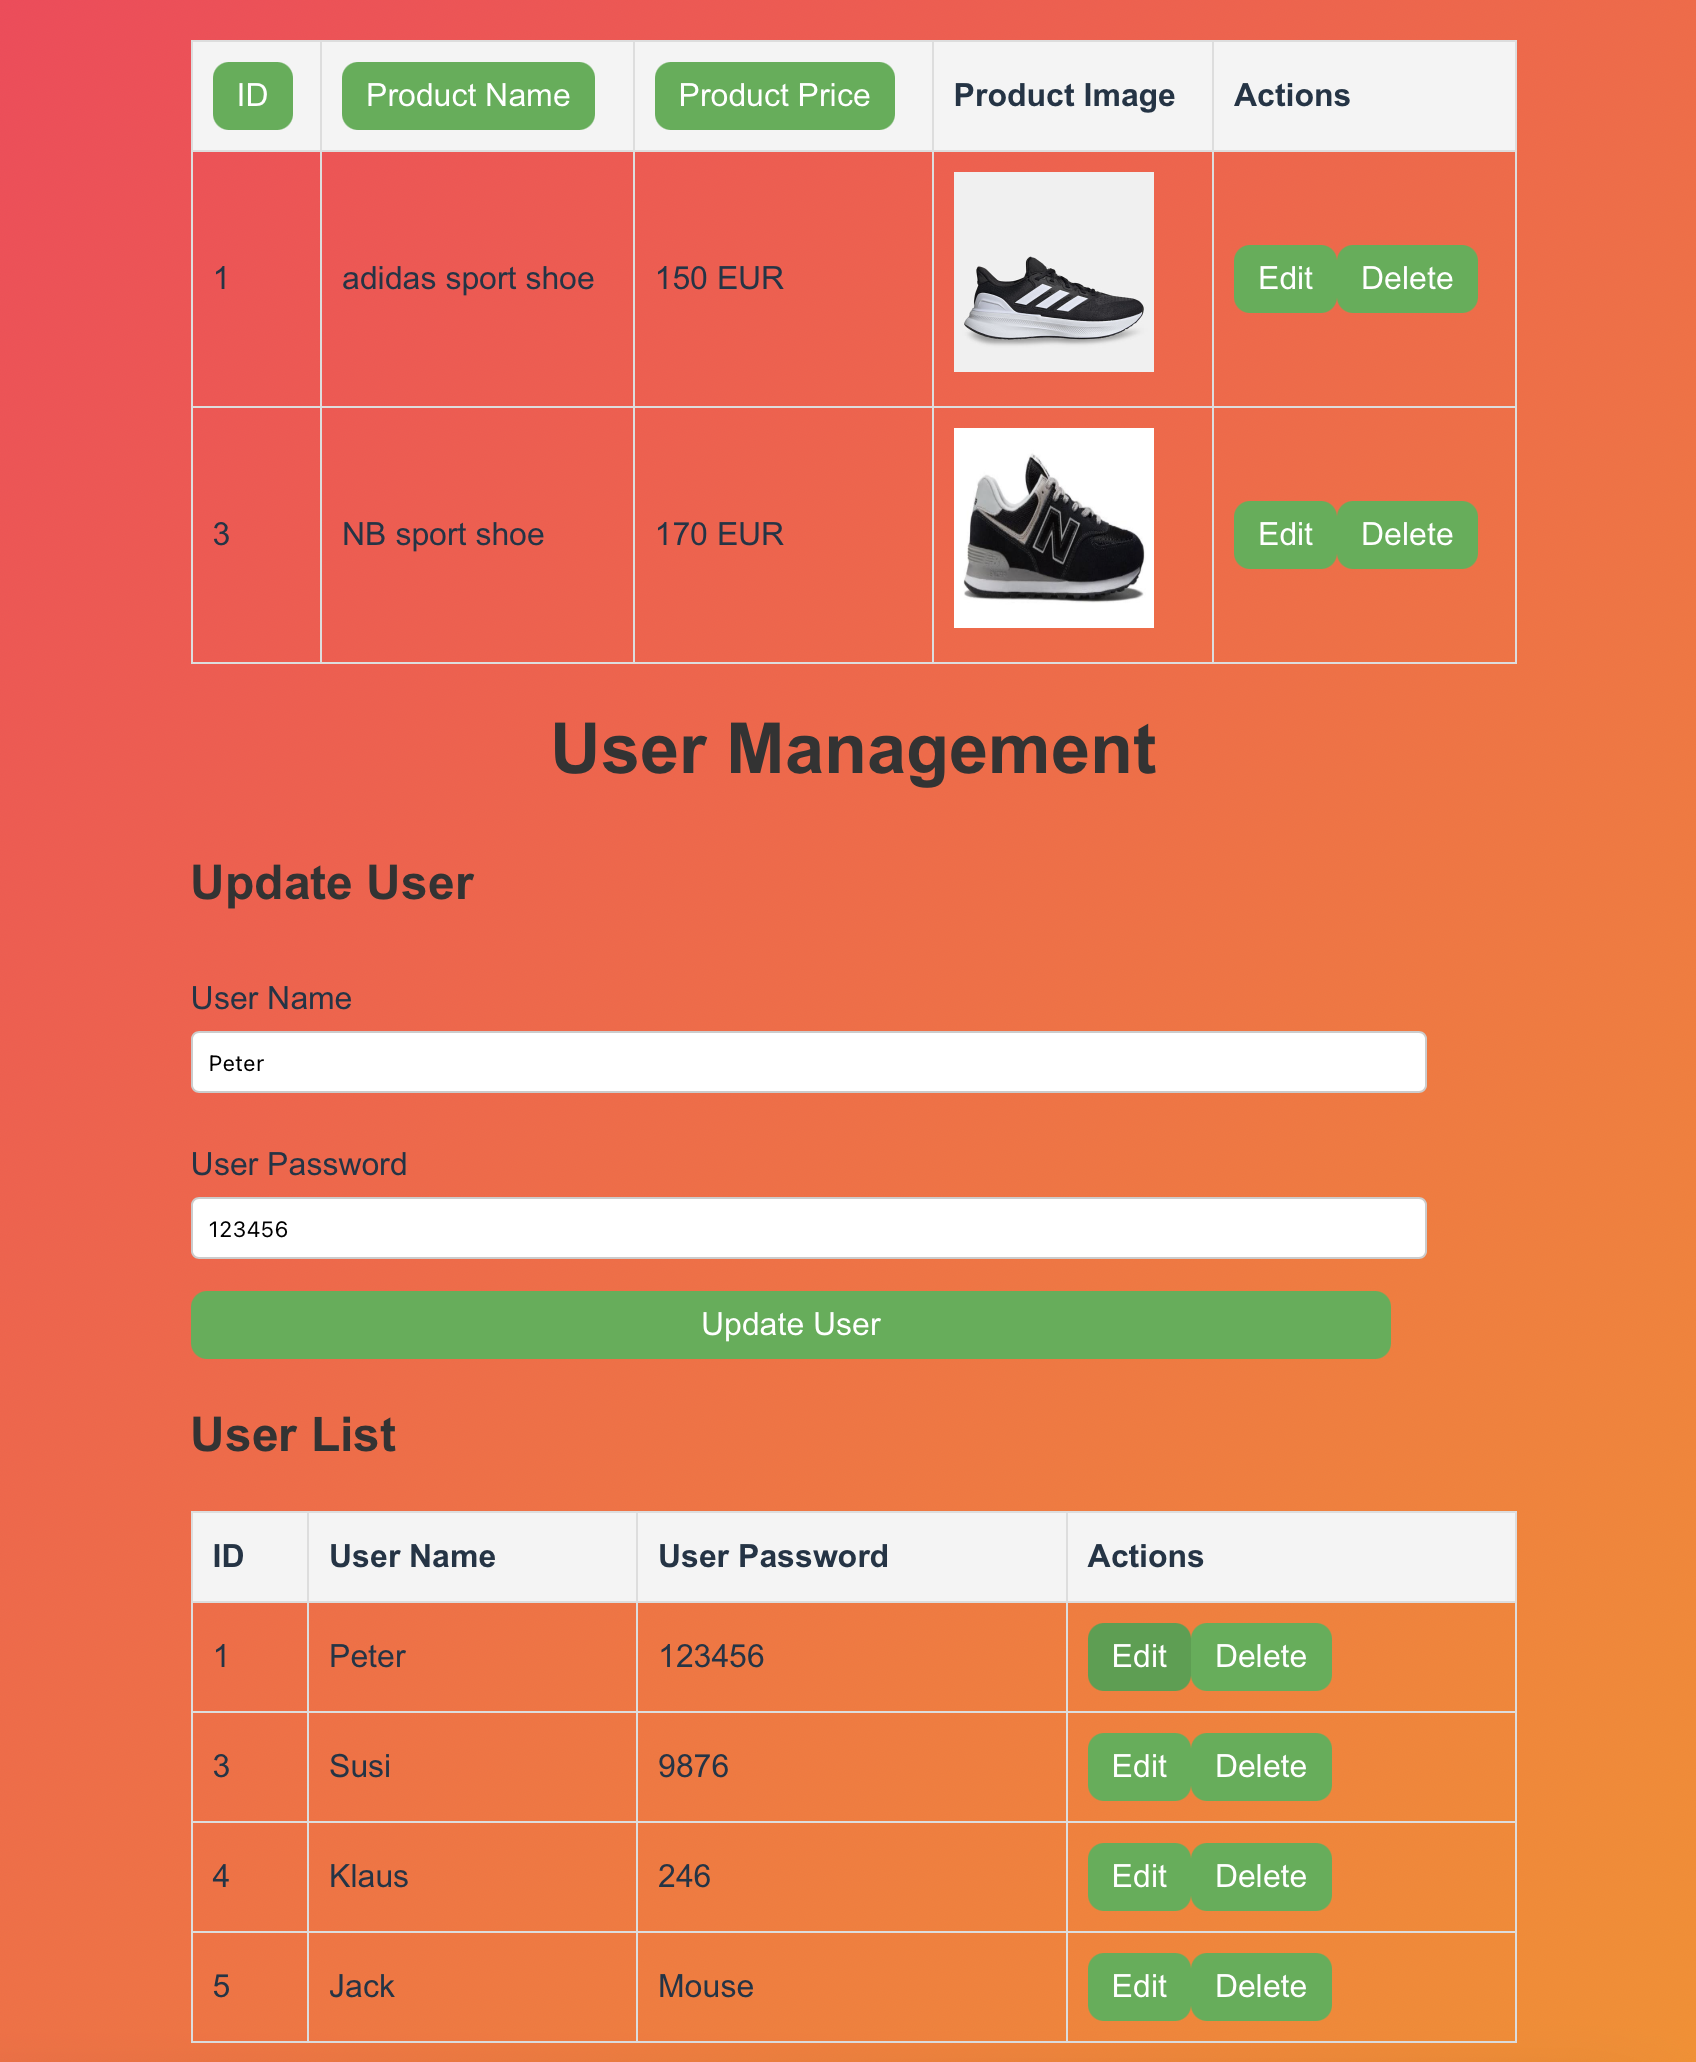 ID Product Name Product Price Product Image Actions
1 adidas sport shoe 150 EUR Edit Delete
3 NB sport shoe 170 EUR Edit Delete
N
User Management
Update User
User Name
Peter
User Password
123456
Update User
User List
ID User Name User Password Actions
1 Peter 123456 Edit Delete
3 Susi 9876 Edit Delete
4 Klaus 246 Edit Delete
5 Jack Mouse Edit Delete